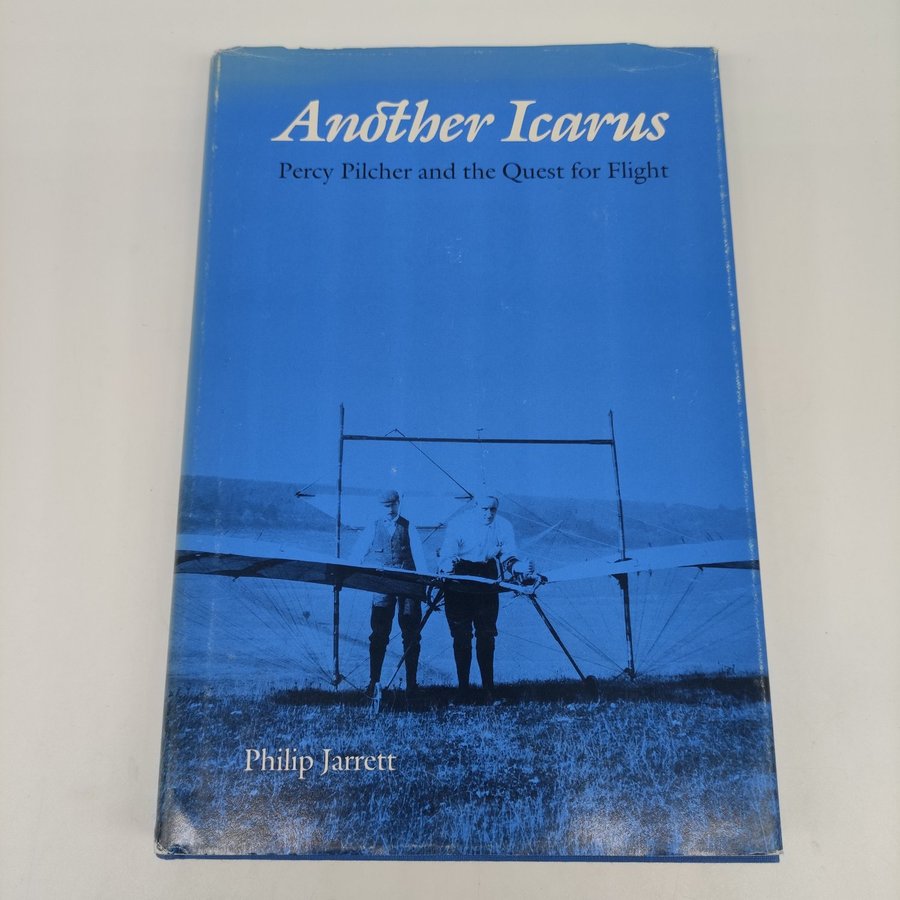 Another Icarus
Percy Pilcher and the Quest for Flight
Philip Jarrett